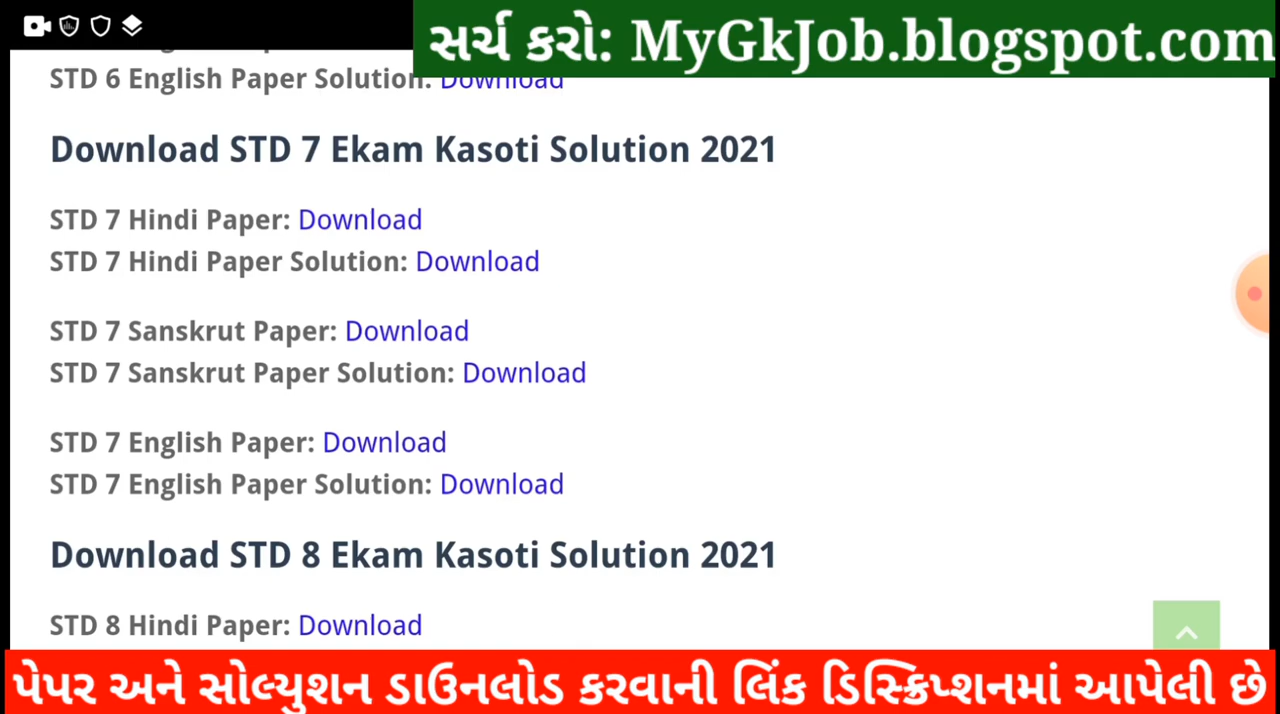 સર્ચ કરો: MyGkJob.blogspot.com
STD 6 English Paper Solution: Download
Download STD 7 Ekam Kasoti Solution 2021
STD 7 Hindi Paper: Download
STD 7 Hindi Paper Solution: Download
STD 7 Sanskrut Paper: Download
STD 7 Sanskrut Paper Solution: Download
STD 7 English Paper: Download
STD 7 English Paper Solution: Download
Download STD 8 Ekam Kasoti Solution 2021
STD 8 Hindi Paper: Download
પેપર અને સોલ્યુશન ડાઉનલોડ કરવાની લિંક ડિસ્ક્રિપ્શનમાં આપેલી છે